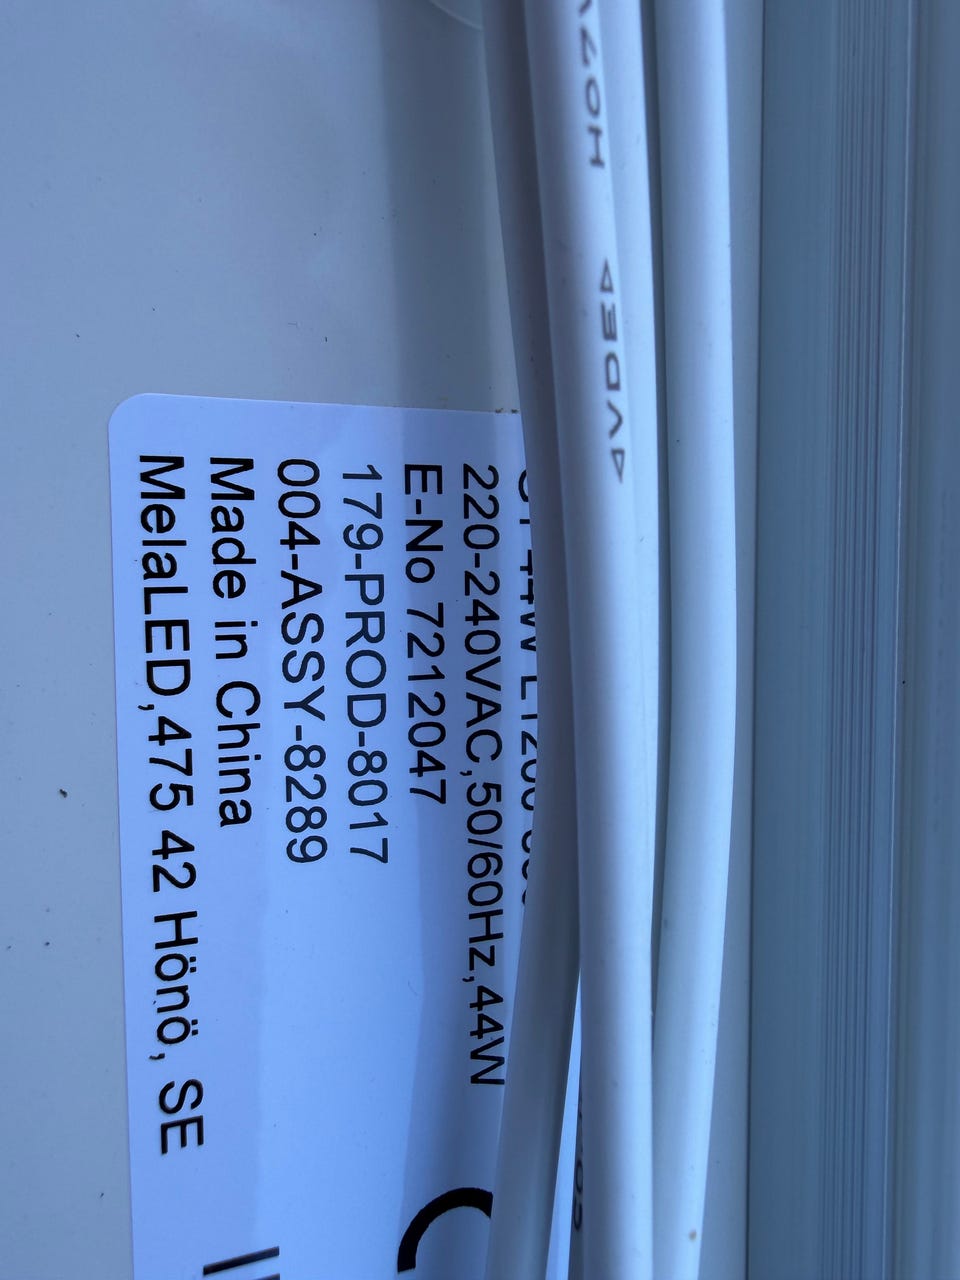 220-240VAC,50/60Hz,44W
E-No 7212047
179-PROD-8017
004-ASSY-8289
Made in China
MelaLED,475 42 Hönö, SE
◁VDE▷